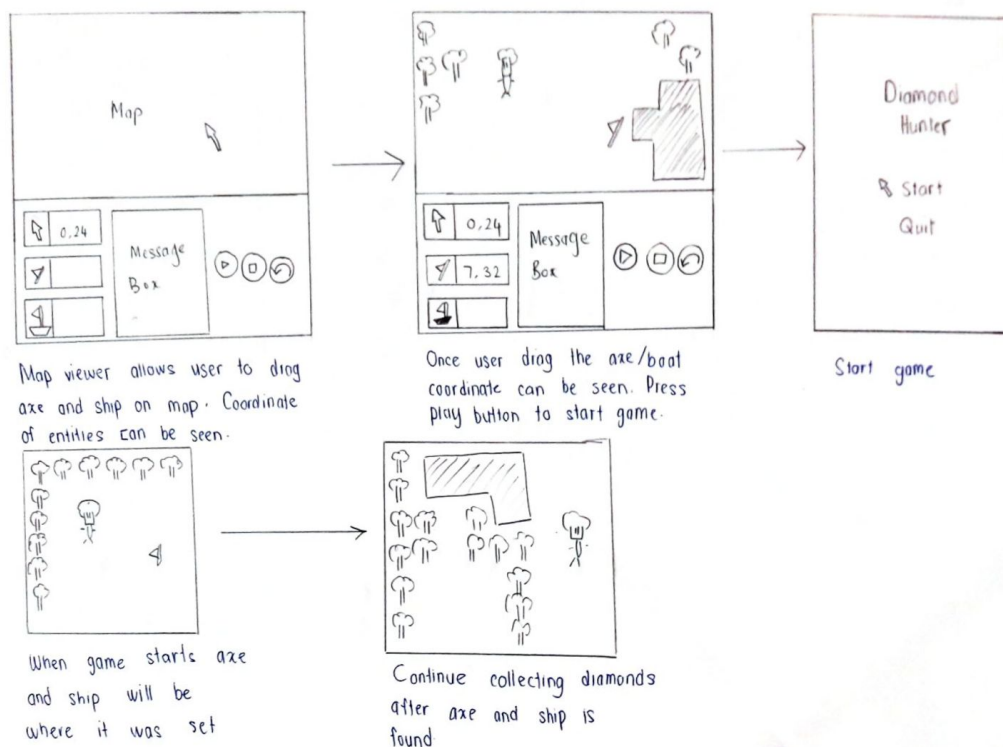 Map
0,24
Message
Box
Map viewer allows user to drag
axe and ship on map. Coordinate
of entities can be seen.
0,24
7,32
Message
Box
Once user drag the axe/boat
coordinate can be seen. Press
play button to start game.
Diamond
Hunter
Start
Quit
Start game
When game starts axe
and ship will be
where it was set
Continue collecting diamonds
after axe and ship is
found